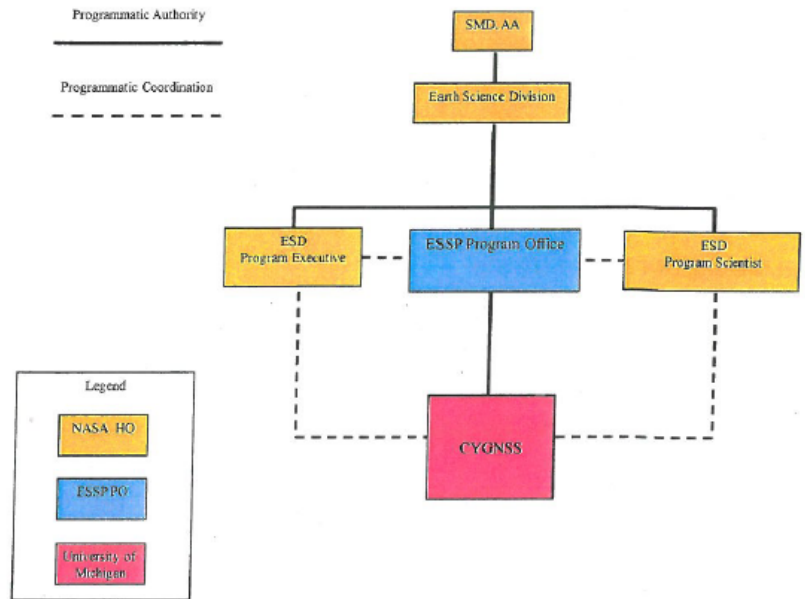 Programmatic Authority
Programmatic Coordination
SMD, AA
Earth Science Division
ESD
Program Executive
ESSP Program Office
ESD
Program Scientist
CYGNSS
Legend
NASA HQ
ESSP PO
University of
Michigan